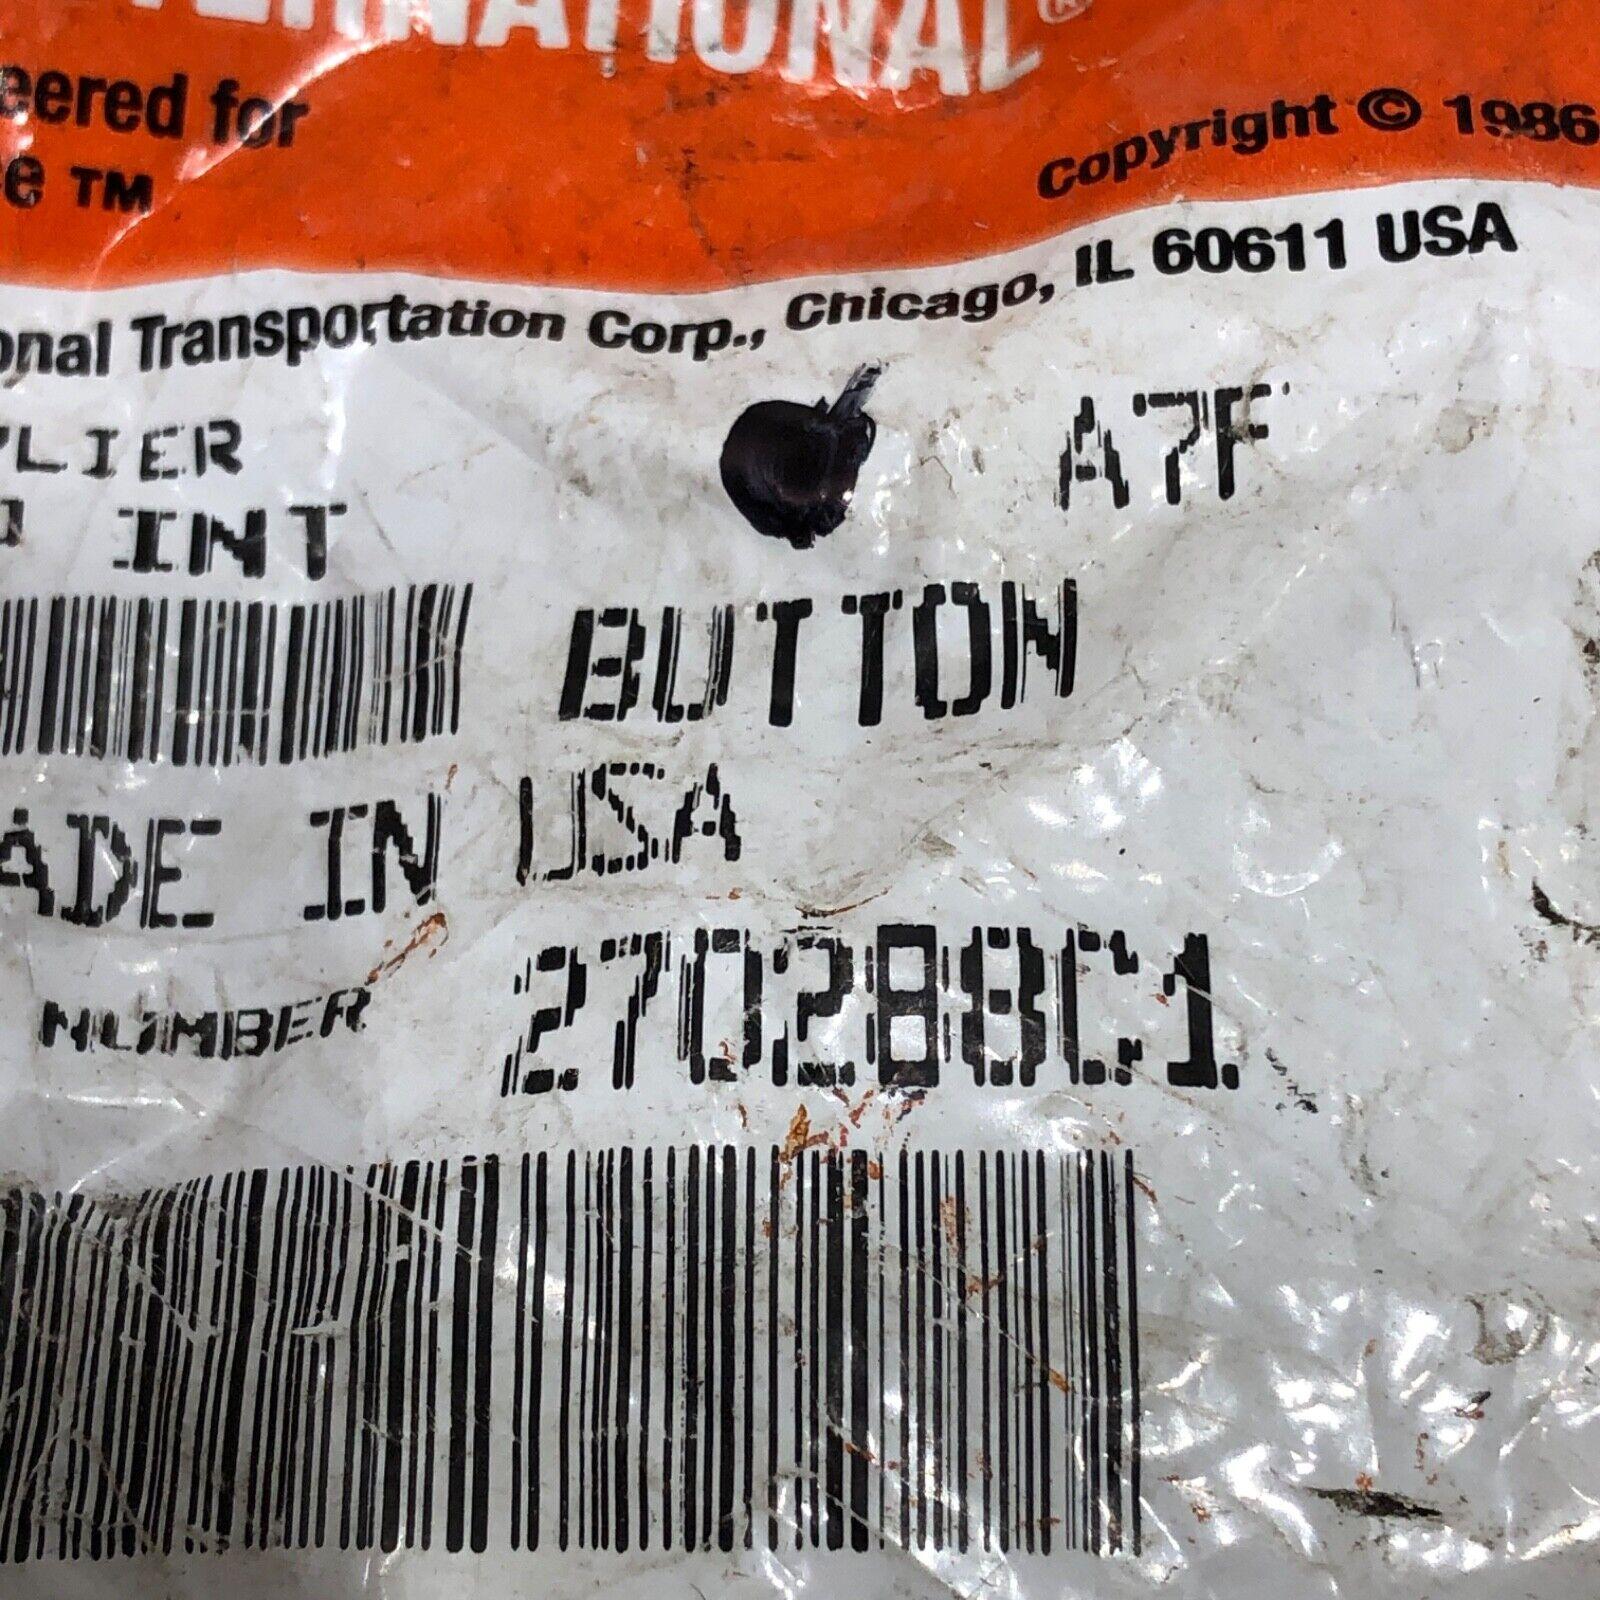 ERNATIONAL®
eered for
e ™
Copyright © 1986
onal Transportation Corp., Chicago, IL 60611 USA
PLIER
A7F
INT
BUTTON
ADE IN USA
NUMBER 270288C1